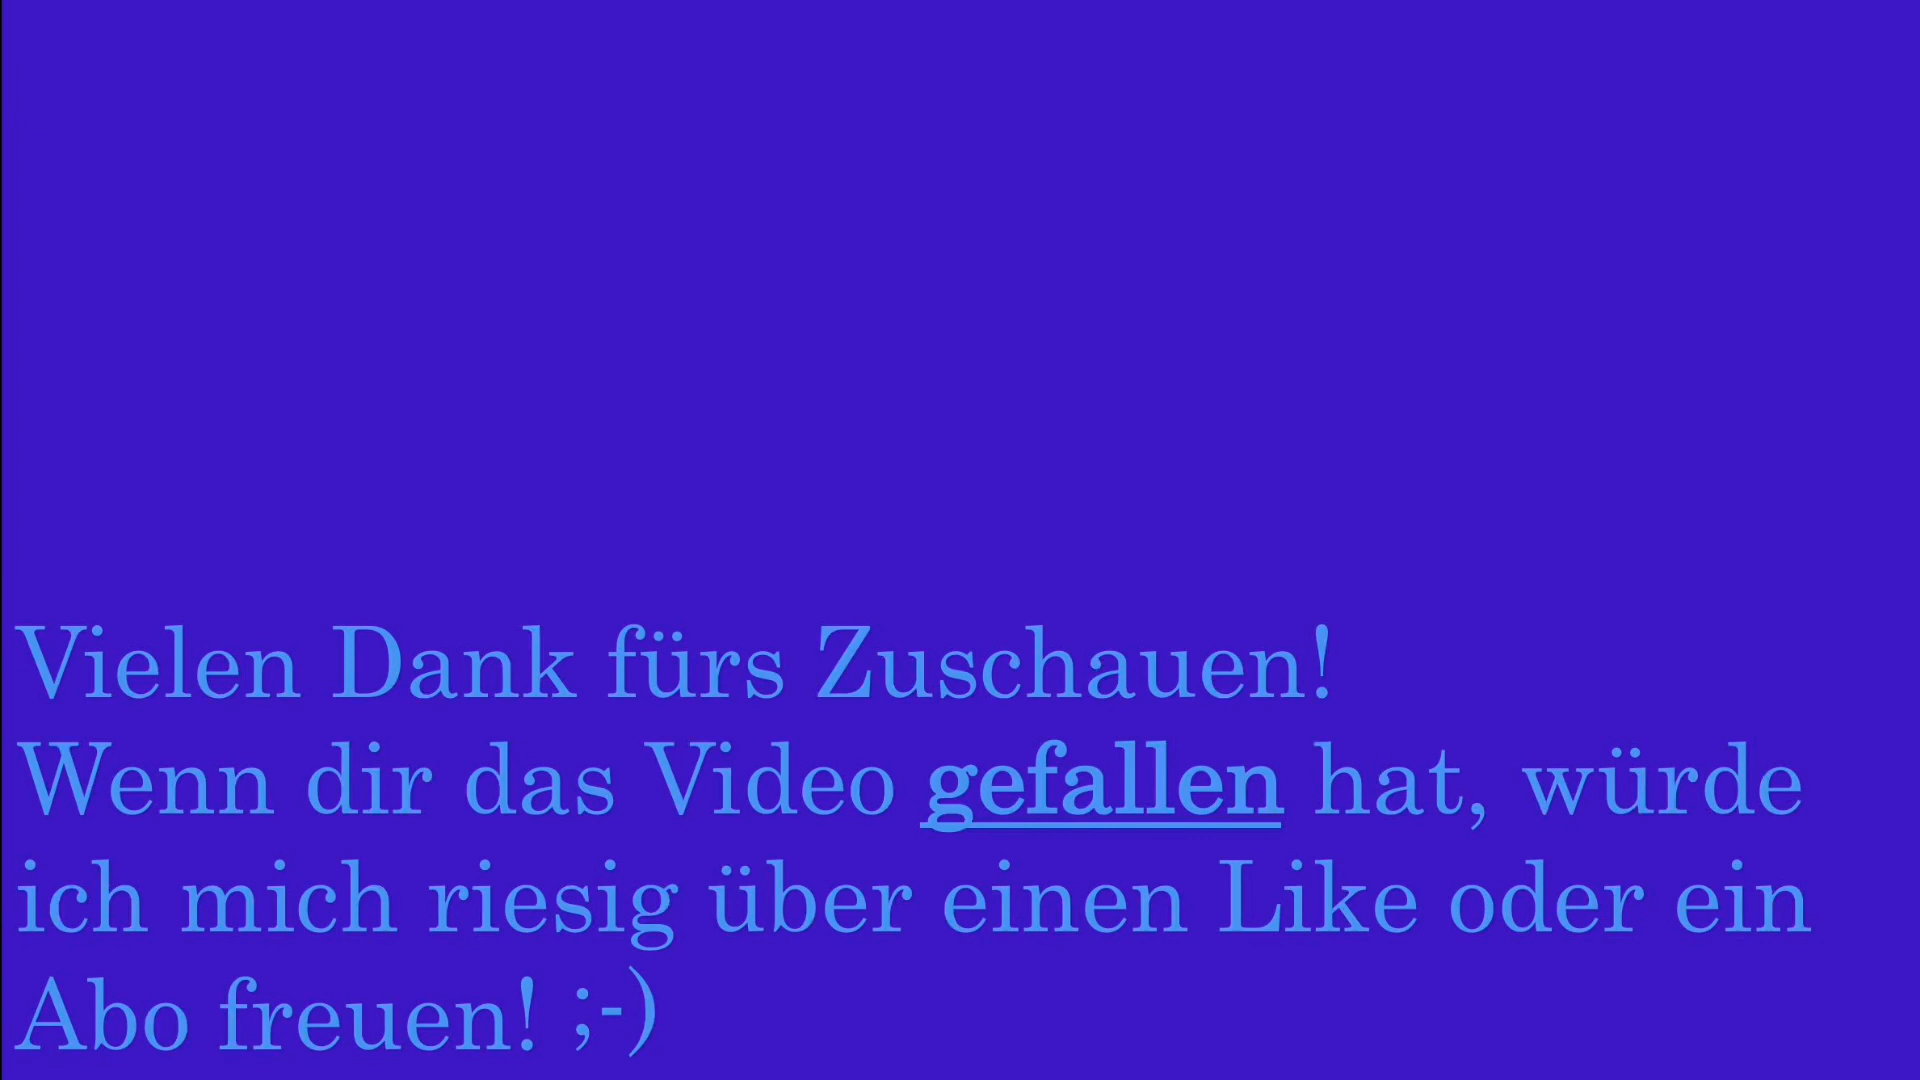 Vielen Dank fürs Zuschauen!
Wenn dir das Video gefallen hat, würde
ich mich riesig über einen Like oder ein
Abo freuen! ;-)